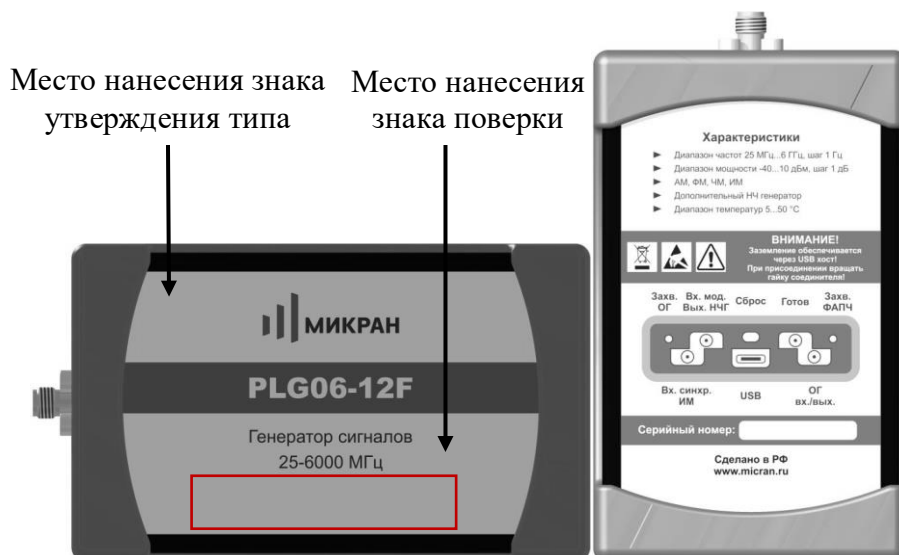 Место нанесения знака
утверждения типа
Место нанесения
знака поверки
МИКРАН
PLG06-12F
Генератор сигналов
25-6000 МГц
Характеристики
Диапазон частот 25 МГц...6 ГГц, шаг 1 Гц
Диапазон мощности -40...10 дБм, шаг 1 дБ
АМ, ФМ, ЧМ, ИМ
Дополнительный НЧ генератор
Диапазон температур 5...50 °С
ВНИМАНИЕ!
Заземление обеспечивается
через USB хост!
При присоединении вращать
гайку соединителя!
Захв.
ОГ
Вх. мод.
Вых. НЧГ
Сброс
Готов
Захв.
ФАПЧ
Вх. синхр.
ИМ
USB
ОГ
вх./вых.
Серийный номер:
Сделано в РФ
www.micran.ru